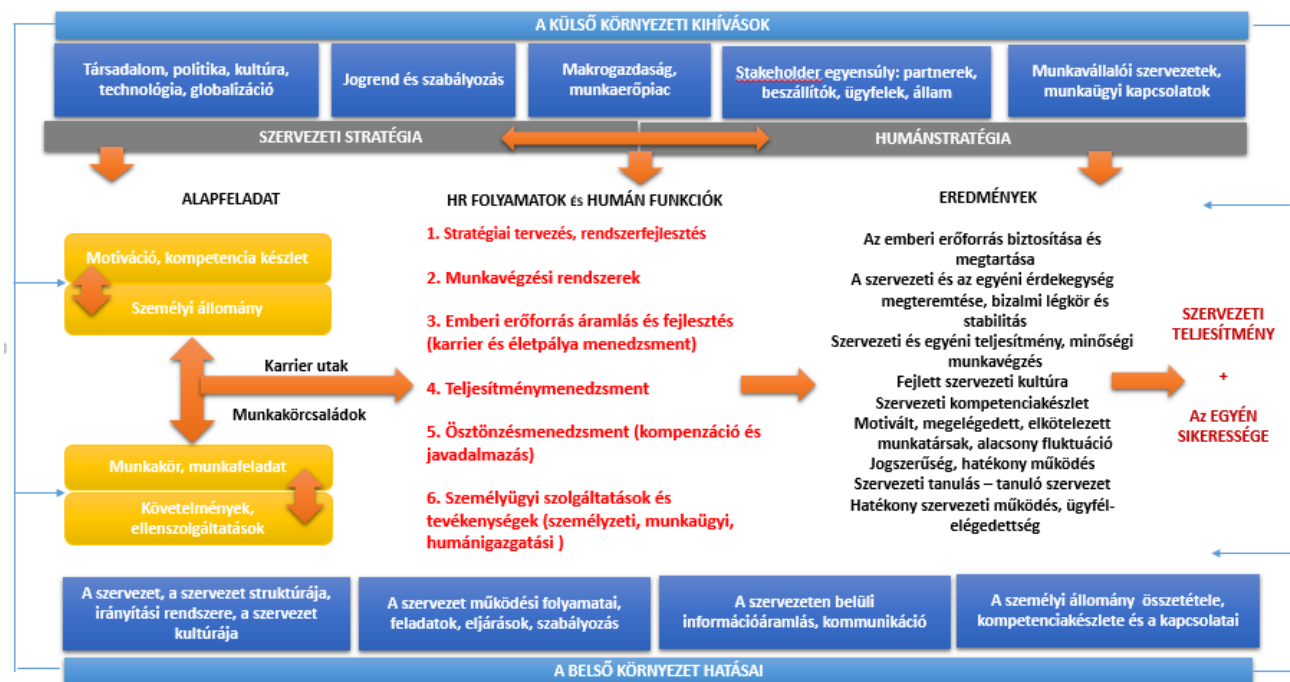 A KÜLSŐ KÖRNYEZETI KIHÍVÁSOK
Társadalom, politika, kultúra,
technológia, globalizáció
Jogrend és szabályozás
Makrogazdaság,
munkaerőpiac
Stakeholder egyensúly: partnerek,
beszállítók, ügyfelek, állam
Munkavállalói szervezetek,
munkaügyi kapcsolatok
SZERVEZETI STRATÉGIA
HUMÁNSTRATÉGIA
ALAPFELADAT
Motiváció, kompetencia készlet
Személyi állomány
Karrier utak
Munkakörcsaládok
Munkakör, munkafeladat
Követelmények,
ellenszolgáltatások
HR FOLYAMATOK és HUMÁN FUNKCIÓK
1. Stratégiai tervezés, rendszerfejlesztés
2. Munkavégzési rendszerek
3. Emberi erőforrás áramlás és fejlesztés
(karrier és életpálya menedzsment)
4. Teljesítménymenedzsment
5. Ösztönzésmenedzsment (kompenzáció és
javadalmazás)
6. Személyügyi szolgáltatások és
tevékenységek (személyzeti, munkaügyi,
humánigazgatási )
EREDMÉNYEK
Az emberi erőforrás biztosítása és
megtartása
A szervezeti és az egyéni érdekegység
megteremtése, bizalmi légkör és
stabilitás
Szervezeti és egyéni teljesítmény, minőségi
munkavégzés
Fejlett szervezeti kultúra
Szervezeti kompetenciakészlet
Motivált, megelégedett, elkötelezett
munkatársak, alacsony fluktuáció
Jogszerűség, hatékony működés
Szervezeti tanulás – tanuló szervezet
Hatékony szervezeti működés, ügyfél-
elégedettség
SZERVEZETI
TELJESÍTMÉNY
+
Az EGYÉN
SIKERESSÉGE
A szervezet, a szervezet struktúrája,
irányítási rendszere, a szervezet
kultúrája
A szervezet működési folyamatai,
feladatok, eljárások, szabályozás
A szervezeten belüli
információáramlás, kommunikáció
A személyi állomány összetétele,
kompetenciakészlete és a kapcsolatai
A BELSŐ KÖRNYEZET HATÁSAI